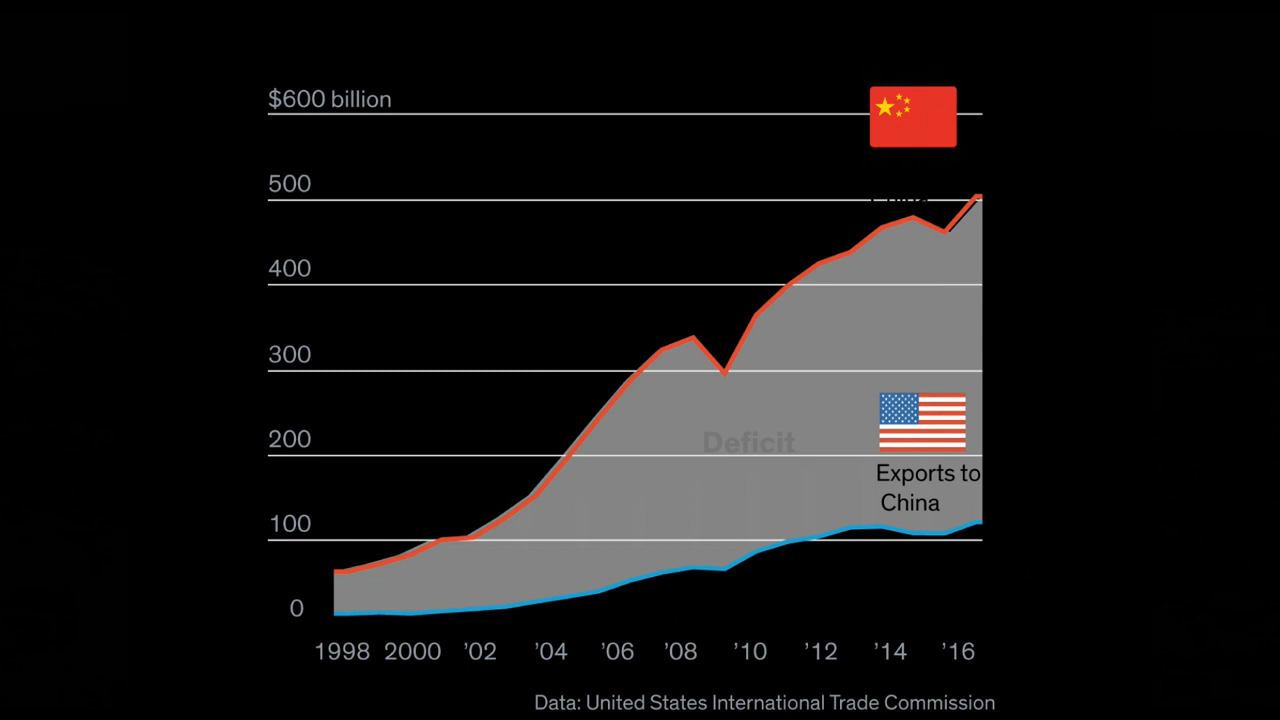 $600 billion
500
400
300
200
100
0
Deficit
Exports to
China
1998 2000 ’02 ’04 ’06 ’08 ’10 ’12 ’14 ’16
Data: United States International Trade Commission